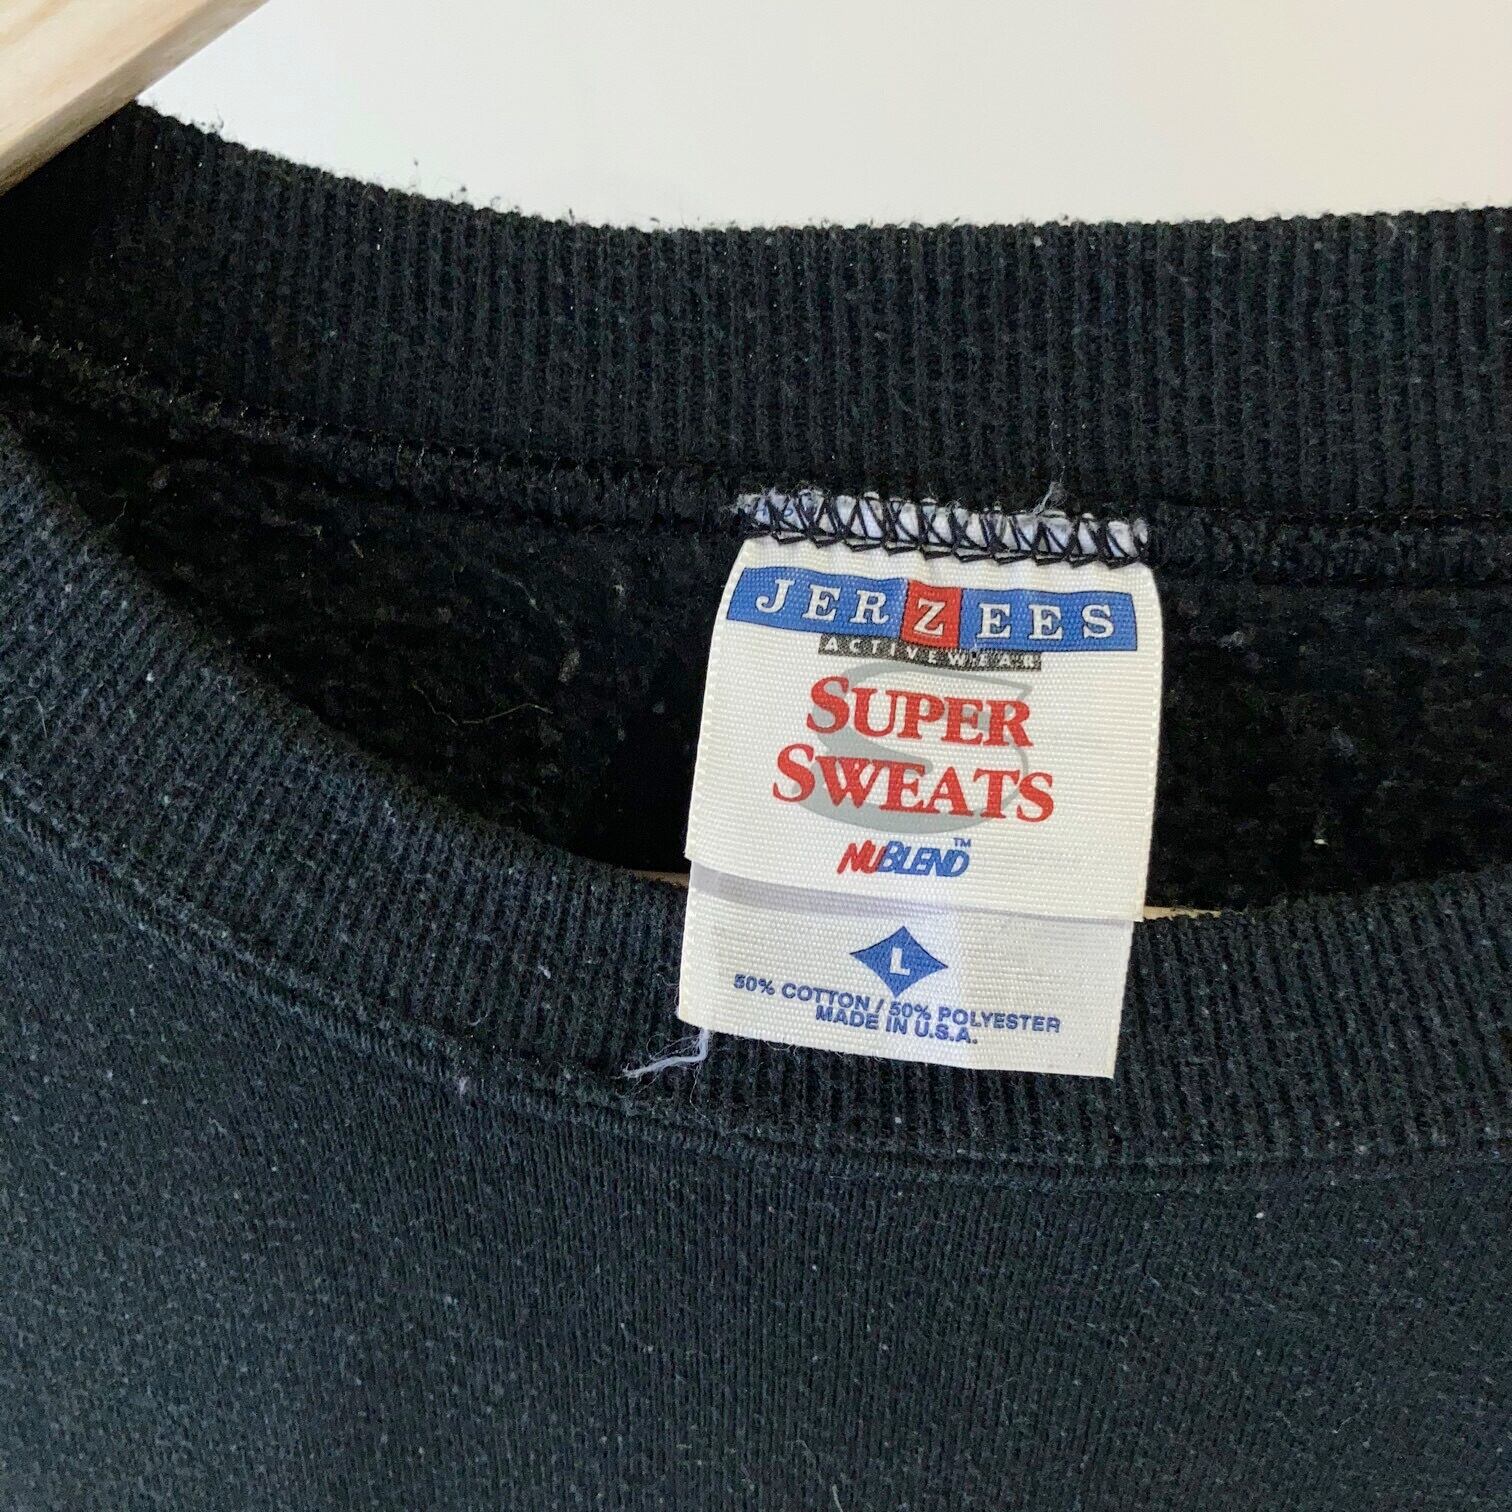 JERZEES
ACTIVEWEAR
SUPER
SWEATS
NUBLEND™
L
50% COTTON / 50% POLYESTER
MADE IN U.S.A.